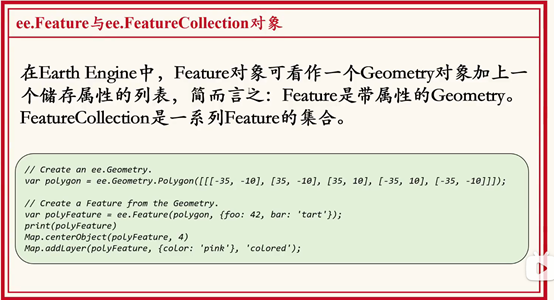 ee.Feature与ee.FeatureCollection对象
在Earth Engine中，Feature对象可看作一个Geometry对象加上一
个储存属性的列表，简而言之：Feature是带属性的Geometry。
FeatureCollection是一系列Feature的集合。
// Create an ee.Geometry.
var polygon = ee.Geometry.Polygon([[[-35, -10], [35, -10], [35, 10], [-35, 10], [-35, -10]]]);
// Create a Feature from the Geometry.
var polyFeature = ee.Feature(polygon, {foo: 42, bar: 'tart'});
print(polyFeature)
Map.centerObject(polyFeature, 4)
Map.addLayer(polyFeature, {color: 'pink'}, 'colored');